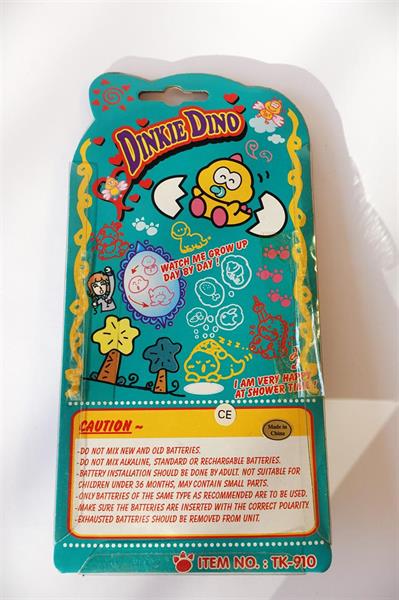 DINKIE DINO
WATCH ME GROW UP
DAY BY DAY !
I AM VERY HAPPY
AT SHOWER TIME !
CE
Made in
China
CAUTION ~
-DO NOT MIX NEW AND OLD BATTERIES.
-DO NOT MIX ALKALINE, STANDARD OR RECHARGABLE BATTERIES.
-BATTERY INSTALLATION SHOULD BE DONE BY ADULT. NOT SUITABLE FOR
CHILDREN UNDER 36 MONTHS, MAY CONTAIN SMALL PARTS.
-ONLY BATTERIES OF THE SAME TYPE AS RECOMMENDED ARE TO BE USED.
-MAKE SURE THE BATTERIES ARE INSERTED WITH THE CORRECT POLARITY.
-EXHAUSTED BATTERIES SHOULD BE REMOVED FROM UNIT.
ITEM NO. : TK-910